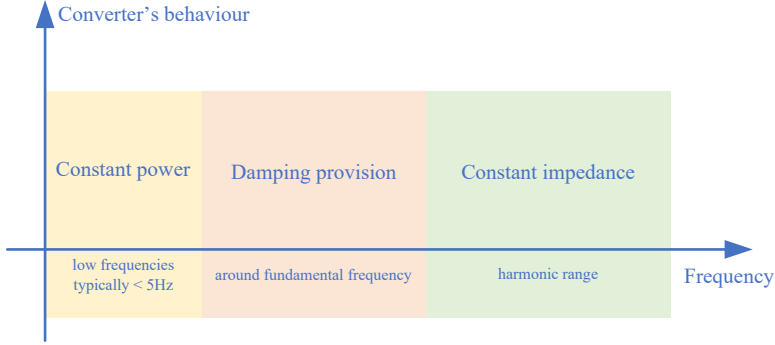 Converter’s behaviour
Constant power
Damping provision
Constant impedance
low frequencies
typically < 5Hz
around fundamental frequency
harmonic range
Frequency